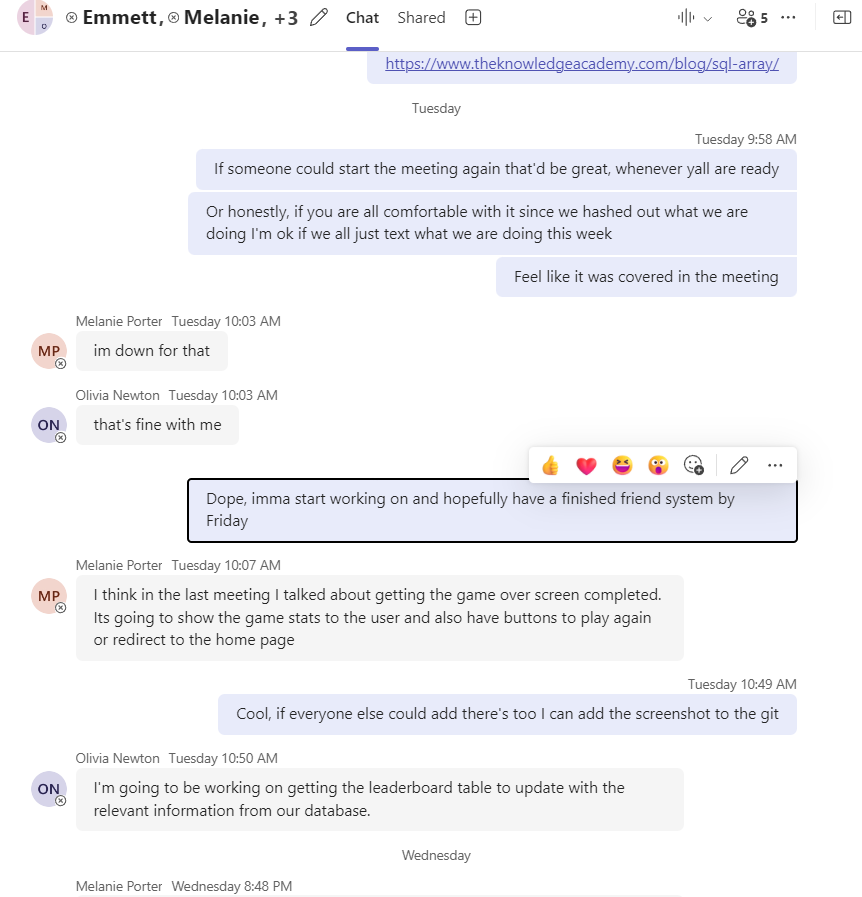 E M O Emmett, Melanie, +3 Chat Shared 5
https://www.theknowledgeacademy.com/blog/sql-array/
Tuesday
Tuesday 9:58 AM
If someone could start the meeting again that'd be great, whenever yall are ready
Or honestly, if you are all comfortable with it since we hashed out what we are
doing I'm ok if we all just text what we are doing this week
Feel like it was covered in the meeting
Melanie Porter Tuesday 10:03 AM
MP im down for that
Olivia Newton Tuesday 10:03 AM
ON that's fine with me
Dope, imma start working on and hopefully have a finished friend system by
Friday
Melanie Porter Tuesday 10:07 AM
MP I think in the last meeting I talked about getting the game over screen completed.
Its going to show the game stats to the user and also have buttons to play again
or redirect to the home page
Tuesday 10:49 AM
Cool, if everyone else could add there's too I can add the screenshot to the git
Olivia Newton Tuesday 10:50 AM
ON I'm going to be working on getting the leaderboard table to update with the
relevant information from our database.
Wednesday
Melanie Porter Wednesday 8:48 PM